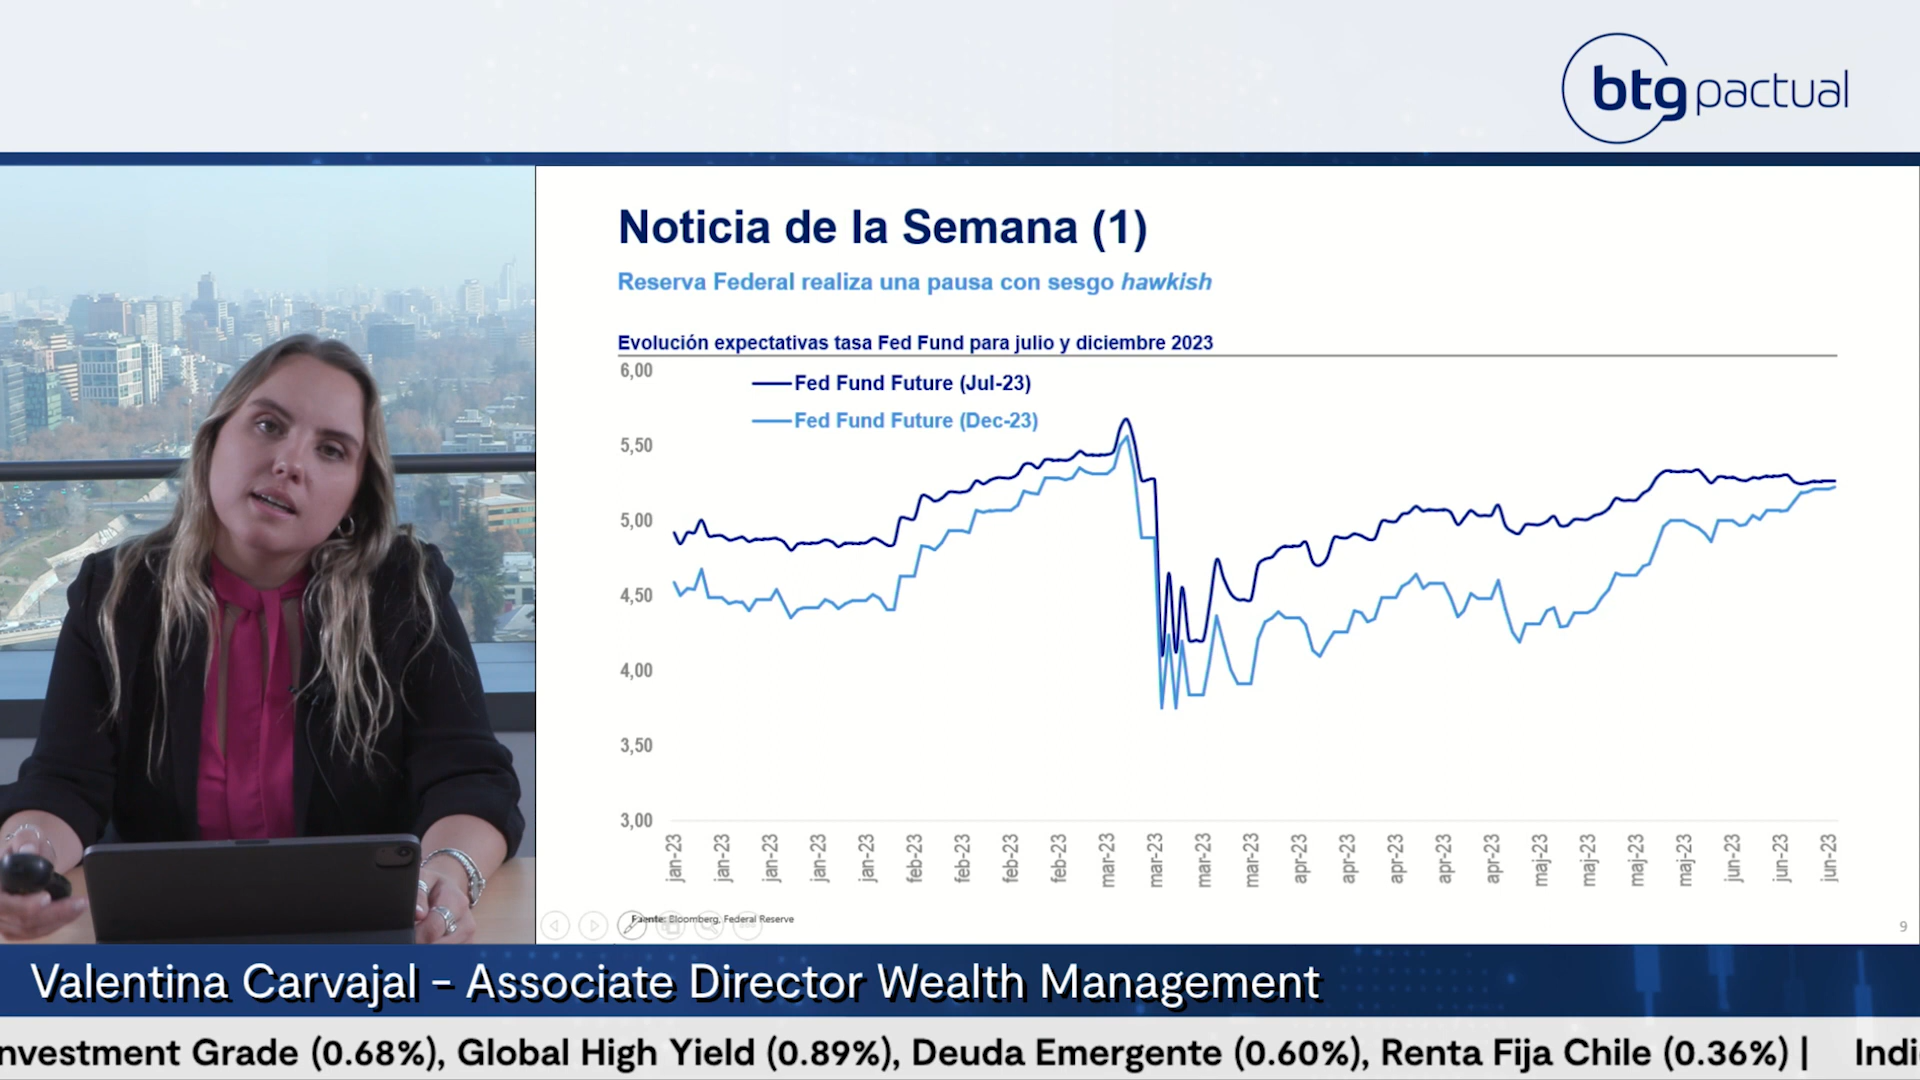 btg pactual
Noticia de la Semana (1)
Reserva Federal realiza una pausa con sesgo hawkish
Evolución expectativas tasa Fed Fund para julio y diciembre 2023
6,00
Fed Fund Future (Jul-23)
Fed Fund Future (Dec-23)
5,50
5,00
4,50
4,00
3,50
3,00
jan-23
jan-23
jan-23
jan-23
jan-23
feb-23
feb-23
feb-23
feb-23
mar-23
mar-23
mar-23
mar-23
apr-23
apr-23
apr-23
apr-23
apr-23
maj-23
maj-23
maj-23
maj-23
jun-23
jun-23
jun-23
Fuente: Bloomberg, Federal Reserve
9
Valentina Carvajal – Associate Director Wealth Management
nvestment Grade (0.68%), Global High Yield (0.89%), Deuda Emergente (0.60%), Renta Fija Chile (0.36%) | Indi